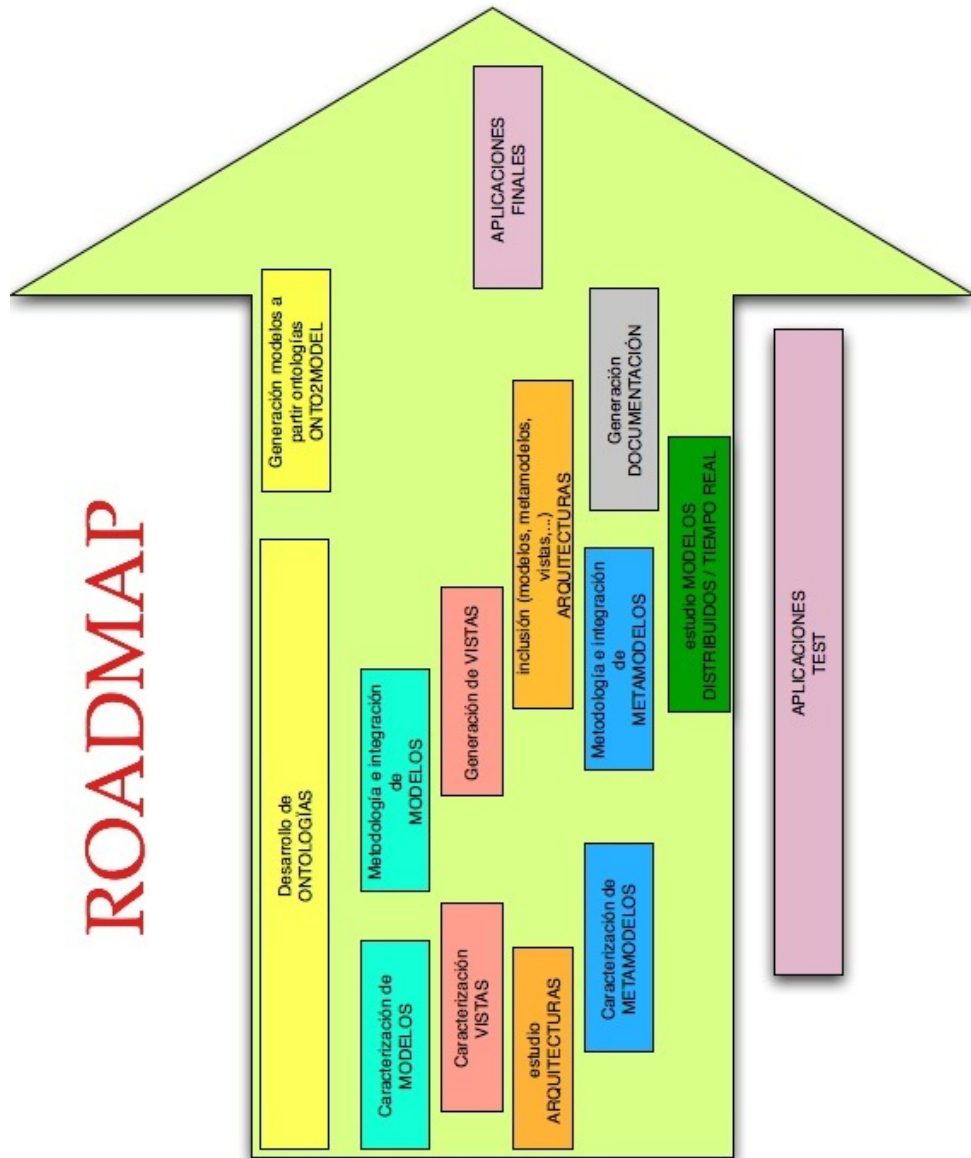 ROADMAP
Desarrollo de
ONTOLOGÍAS
Generación modelos a
partir ontologías
ONTO2MODEL
Caracterización de
MODELOS
Metodología e integración
de
MODELOS
Caracterización
VISTAS
Generación de VISTAS
APLICACIONES
FINALES
estudio
ARQUITECTURAS
inclusión (modelos, metamodelos,
vistas,...)
ARQUITECTURAS
Caracterización de
METAMODELOS
Metodología e integración
de
METAMODELOS
Generación
DOCUMENTACIÓN
estudio MODELOS
DISTRIBUIDOS / TIEMPO REAL
APLICACIONES
TEST